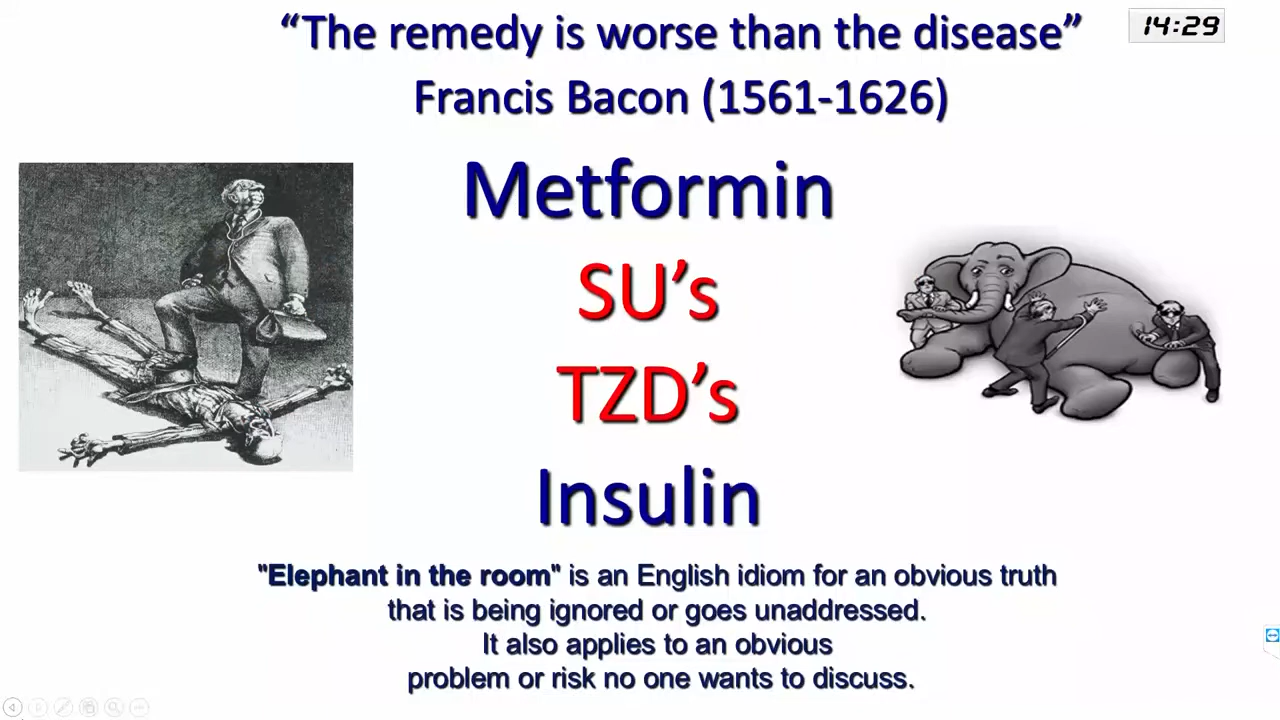 “The remedy is worse than the disease”
14:29
Francis Bacon (1561-1626)
Metformin
SU’s
TZD’s
Insulin
"Elephant in the room" is an English idiom for an obvious truth
that is being ignored or goes unaddressed.
It also applies to an obvious
problem or risk no one wants to discuss.